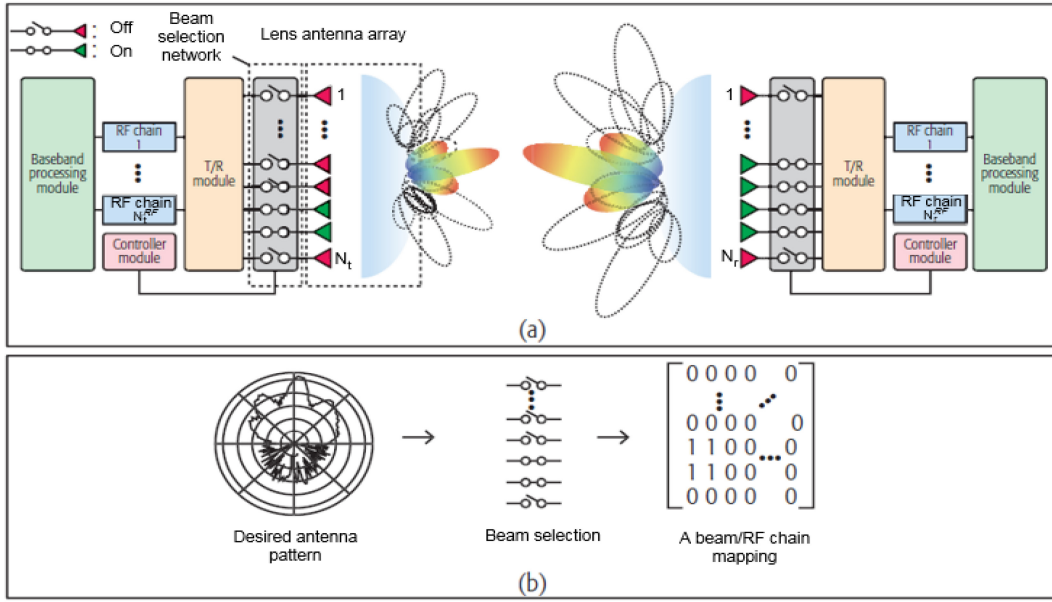 Off
On
Beam
selection
network
Lens antenna array
Baseband
processing
module
RF chain
1
RF chain
N_t^RF
Controller
module
T/R
module
1
N_t
1
N_r
T/R
module
RF chain
1
RF chain
N_r^RF
Controller
module
Baseband
processing
module
(a)
Desired antenna
pattern
Beam selection
0 0 0 0 0
0 0 0 0 0
1 1 0 0 0
1 1 0 0 0
0 0 0 0 0
A beam/RF chain
mapping
(b)